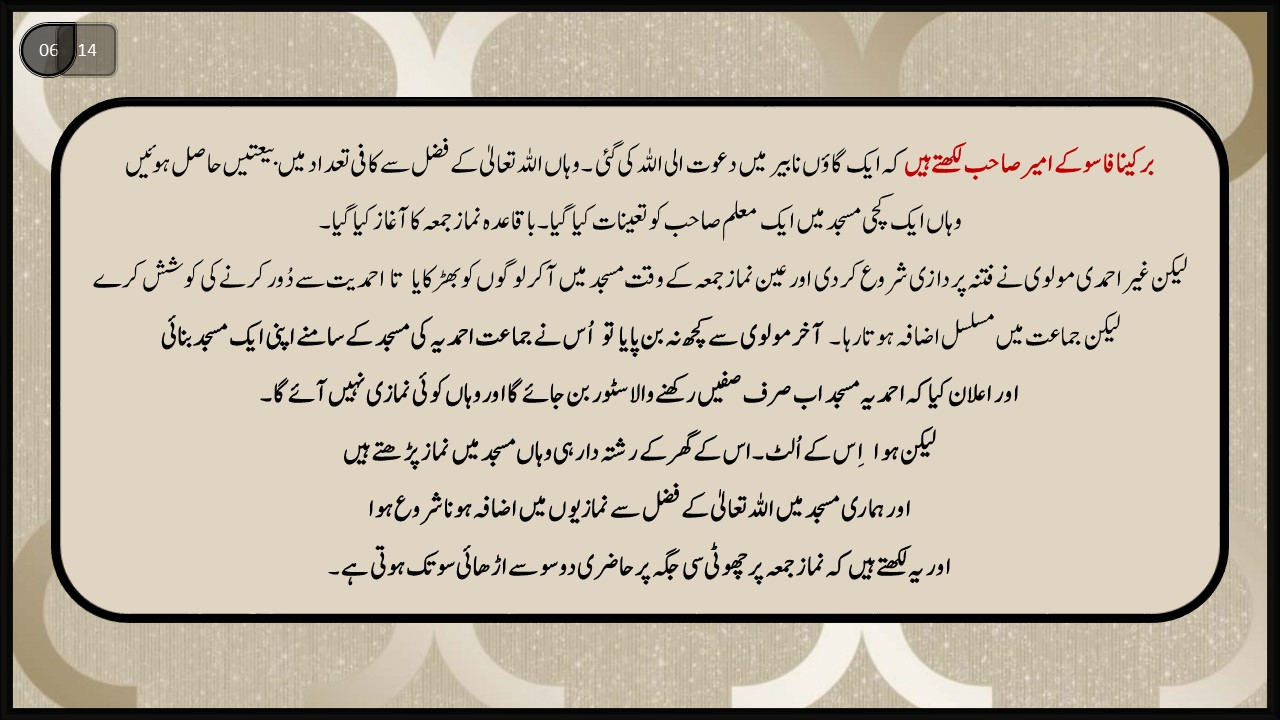 06 14
برکینا فاسو کے امیر صاحب لکھتے ہیں کہ ایک گاؤں نابیر میں دعوت الی اللہ کی گئی۔ وہاں اللہ تعالیٰ کے فضل سے کافی تعداد میں بیعتیں حاصل ہوئیں
وہاں ایک کچی مسجد میں ایک معلم صاحب کو تعینات کیا گیا۔ باقاعدہ نماز جمعہ کا آغاز کیا گیا۔
لیکن غیر احمدی مولوی نے فتنہ پردازی شروع کر دی اور عین نماز جمعہ کے وقت مسجد میں آ کر لوگوں کو بھڑکایا تا احمدیت سے دُور کرنے کی کوشش کرے
لیکن جماعت میں مسلسل اضافہ ہوتا رہا۔ آخر مولوی سے کچھ نہ بن پایا تو اُس نے جماعت احمدیہ کی مسجد کے سامنے اپنی ایک مسجد بنائی
اور اعلان کیا کہ احمدیہ مسجد اب صرف صفیں رکھنے والا سٹور بن جائے گا اور وہاں کوئی نمازی نہیں آئے گا۔
لیکن ہوا اِس کے اُلٹ۔ اس کے گھر کے رشتہ دار ہی وہاں مسجد میں نماز پڑھتے ہیں
اور ہماری مسجد میں اللہ تعالیٰ کے فضل سے نمازیوں میں اضافہ ہونا شروع ہوا
اور یہ لکھتے ہیں کہ نماز جمعہ پر چھوٹی سی جگہ پر حاضری دو سو سے اڑھائی سو تک ہوتی ہے۔